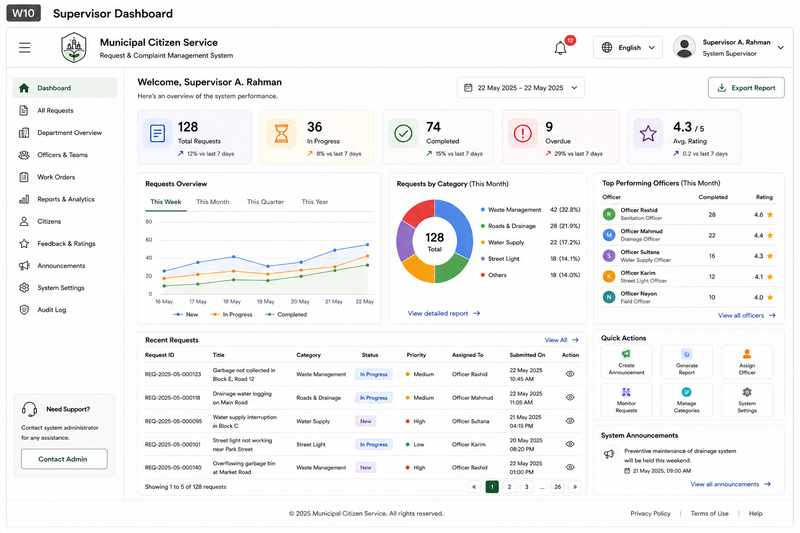 W10 Supervisor Dashboard
Municipal Citizen Service
Request & Complaint Management System
12
English
Supervisor A. Rahman
System Supervisor
Dashboard
All Requests
Department Overview
Officers & Teams
Work Orders
Reports & Analytics
Citizens
Feedback & Ratings
Announcements
System Settings
Audit Log
Need Support?
Contact system administrator
for any assistance.
Contact Admin
Welcome, Supervisor A. Rahman
Here's an overview of the system performance.
22 May 2025 – 22 May 2025
Export Report
128
Total Requests
12% vs last 7 days
36
In Progress
8% vs last 7 days
74
Completed
15% vs last 7 days
9
Overdue
29% vs last 7 days
4.3 / 5
Avg. Rating
0.2 vs last 7 days
Requests Overview
This Week This Month This Quarter This Year
80
60
40
20
0
16 May 17 May 18 May 19 May 20 May 21 May 22 May
New In Progress Completed
Requests by Category (This Month)
128
Total
Waste Management 42 (32.8%)
Roads & Drainage 28 (21.9%)
Water Supply 22 (17.2%)
Street Light 18 (14.1%)
Others 18 (14.0%)
View detailed report
Top Performing Officers (This Month)
Officer Completed Rating
R Officer Rashid 28 4.6
Sanitation Officer
M Officer Mahmud 22 4.4
Drainage Officer
S Officer Sultana 16 4.3
Water Supply Officer
K Officer Karim 12 4.1
Street Light Officer
N Officer Nayon 10 4.0
Field Officer
View all officers
Recent Requests
View All
Request ID Title Category Status Priority Assigned To Submitted On Action
REQ-2025-05-000123 Garbage not collected in Block E, Road 12 Waste Management In Progress Medium Officer Rashid 22 May 2025 10:45 AM
REQ-2025-05-000118 Drainage water logging on Main Road Roads & Drainage In Progress Medium Officer Mahmud 22 May 2025 11:05 AM
REQ-2025-05-000095 Water supply interruption in Block C Water Supply New High Officer Sultana 21 May 2025 04:15 PM
REQ-2025-05-000101 Street light not working near Park Street Street Light In Progress Low Officer Karim 20 May 2025 08:20 PM
REQ-2025-05-000140 Overflowing garbage bin at Market Road Waste Management New High Officer Rashid 22 May 2025 01:00 PM
Showing 1 to 5 of 128 requests
« 1 2 3 ... 26 »
Quick Actions
Create Announcement
Generate Report
Assign Officer
Monitor Requests
Manage Categories
System Settings
System Announcements
Preventive maintenance of drainage system
will be held this weekend.
21 May 2025, 09:00 AM
View all announcements
© 2025 Municipal Citizen Service. All rights reserved.
Privacy Policy | Terms of Use | Help